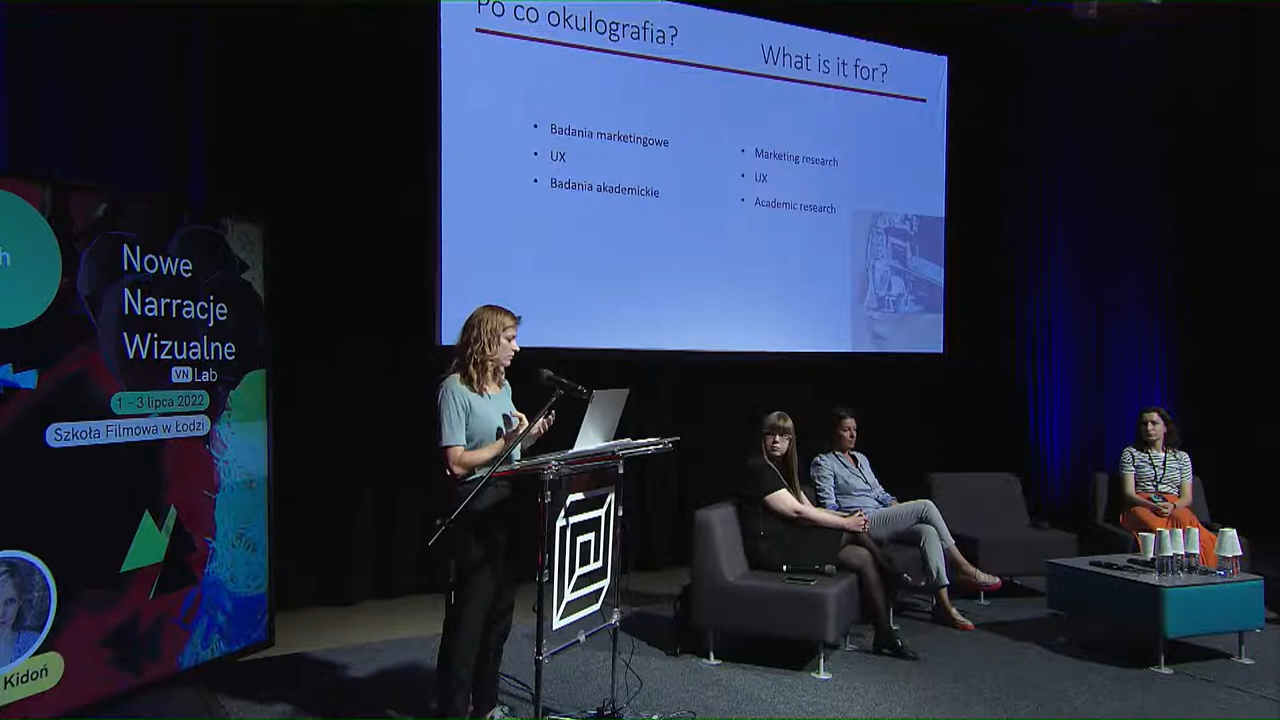 Po co okulografia?
What is it for?
• Badania marketingowe
• UX
• Badania akademickie
• Marketing research
• UX
• Academic research
Nowe
Narracje
Wizualne
VN Lab
1 – 3 lipca 2022
Szkoła Filmowa w Łodzi
h
Kidoń